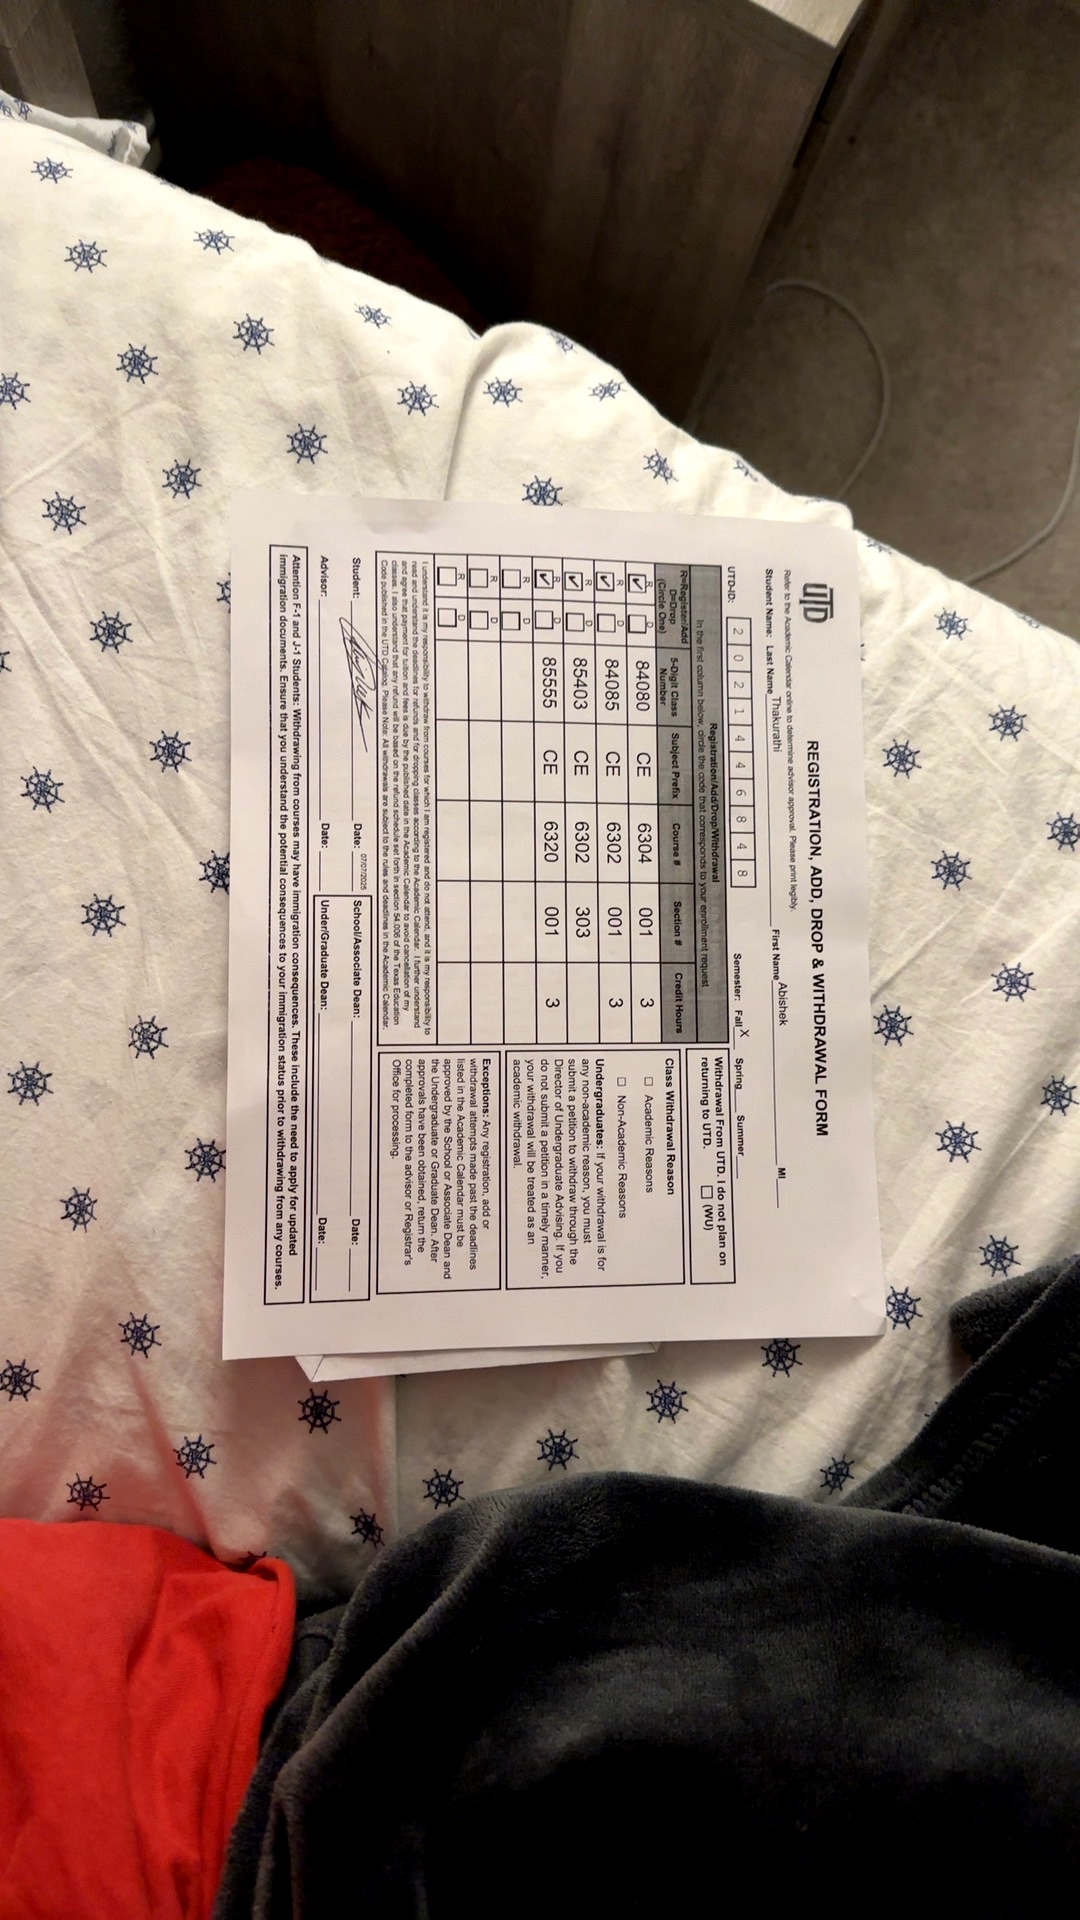 UTD
REGISTRATION, ADD, DROP & WITHDRAWAL FORM
Refer to the Academic Calendar online to determine advisor approval. Please print legibly.
Student Name: Last Name Thakurathi First Name Abishek MI
UTD-ID: 2 0 2 1 4 4 6 8 4 8 Semester: Fall X Spring Summer
Registration/Add/Drop/Withdrawal
In the first column below, circle the code that corresponds to your enrollment request
R=Register/Add
D=Drop
(Circle One)
5-Digit Class
Number
Subject Prefix
Course #
Section #
Credit Hours
R ✓ D 84080 CE 6304 001 3
R ✓ D 84085 CE 6302 001 3
R ✓ D 85403 CE 6302 303
R ✓ D 85555 CE 6320 001 3
R D
R D
R D
I understand it is my responsibility to withdraw from courses for which I am registered and do not attend, and it is my responsibility to
read and understand the deadlines for refunds and for dropping classes according to the Academic Calendar. I further understand
and agree that payment for tuition and fees is due by the published date in the Academic Calendar to avoid cancellation of my
classes. I also understand that any refund will be based on the refund schedule set forth in section 54.006 of the Texas Education
Code published in the UTD Catalog. Please Note: All withdrawals are subject to the rules and deadlines in the Academic Calendar.
Withdrawal From UTD. I do not plan on
returning to UTD. (WU)
Class Withdrawal Reason
Academic Reasons
Non-Academic Reasons
Undergraduates: If your withdrawal is for
any non-academic reason, you must
submit a petition to withdraw through the
Director of Undergraduate Advising. If you
do not submit a petition in a timely manner,
your withdrawal will be treated as an
academic withdrawal.
Exceptions: Any registration, add or
withdrawal attempts made past the deadlines
listed in the Academic Calendar must be
approved by the School or Associate Dean and
the Undergraduate or Graduate Dean. After
approvals have been obtained, return the
completed form to the advisor or Registrar's
Office for processing.
Student: Date: 07/07/2025 School/Associate Dean: Date:
Advisor: Date: Under/Graduate Dean: Date:
Attention F-1 and J-1 Students: Withdrawing from courses may have immigration consequences. These include the need to apply for updated
immigration documents. Ensure that you understand the potential consequences to your immigration status prior to withdrawing from any courses.